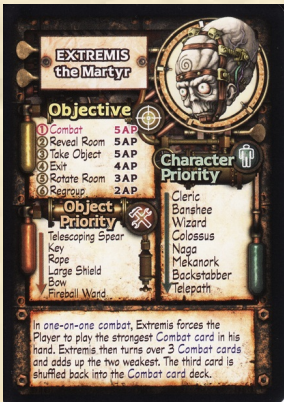 EXTREMIS
the Martyr
Objective
1 Combat 5AP
2 Reveal Room 5AP
3 Take Object 5AP
4 Exit 4AP
5 Rotate Room 3AP
6 Regroup 2AP
Object
Priority
Telescoping Spear
Key
Rope
Large Shield
Bow
Fireball Wand
Character
Priority
Cleric
Banshee
Wizard
Colossus
Naga
Mekanork
Backstabber
Telepath
In one-on-one combat, Extremis forces the
Player to play the strongest Combat card in his
hand. Extremis then turns over 3 Combat cards
and adds up the two weakest. The third card is
shuffled back into the Combat card deck.